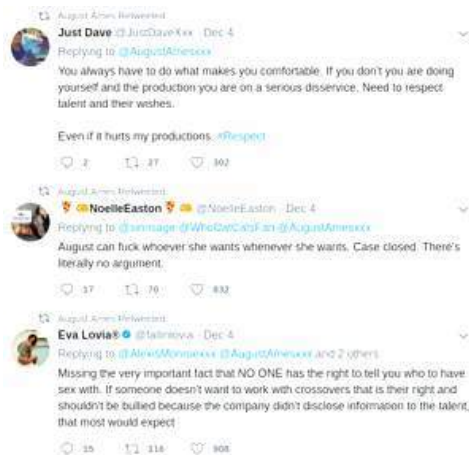 August Ames Retweeted
Just Dave @JustDaveXxx · Dec 4
Replying to @AugustAmesxxx
You always have to do what makes you comfortable. If you don't you are doing
yourself and the production you are on a serious disservice. Need to respect
talent and their wishes.
Even if it hurts my productions. #Respect
2 27 302
August Ames Retweeted
NoelleEaston @NoelleEaston · Dec 4
Replying to @AugustAmesxxx
August can fuck whoever she wants whenever she wants. Case closed. There's
literally no argument.
17 70 832
August Ames Retweeted
Eva Lovia® @fallinlovia · Dec 4
Replying to @AlexisMonroexxx @AugustAmesxxx and 2 others
Missing the very important fact that NO ONE has the right to tell you who to have
sex with. If someone doesn't want to work with crossovers that is their right and
shouldn't be bullied because the company didn't disclose information to the talent,
that most would expect
15 116 908